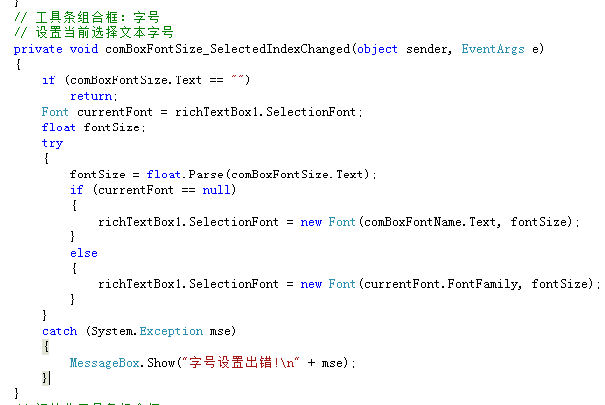 }
// 工具条组合框：字号
// 设置当前选择文本字号
private void comBoxFontSize_SelectedIndexChanged(object sender, EventArgs e)
{
if (comBoxFontSize.Text == "")
return;
Font currentFont = richTextBox1.SelectionFont;
float fontSize;
try
{
fontSize = float.Parse(comBoxFontSize.Text);
if (currentFont == null)
{
richTextBox1.SelectionFont = new Font(comBoxFontName.Text, fontSize);
}
else
{
richTextBox1.SelectionFont = new Font(currentFont.FontFamily, fontSize);
}
}
catch (System.Exception mse)
{
MessageBox.Show("字号设置出错!\n" + mse);
}
}